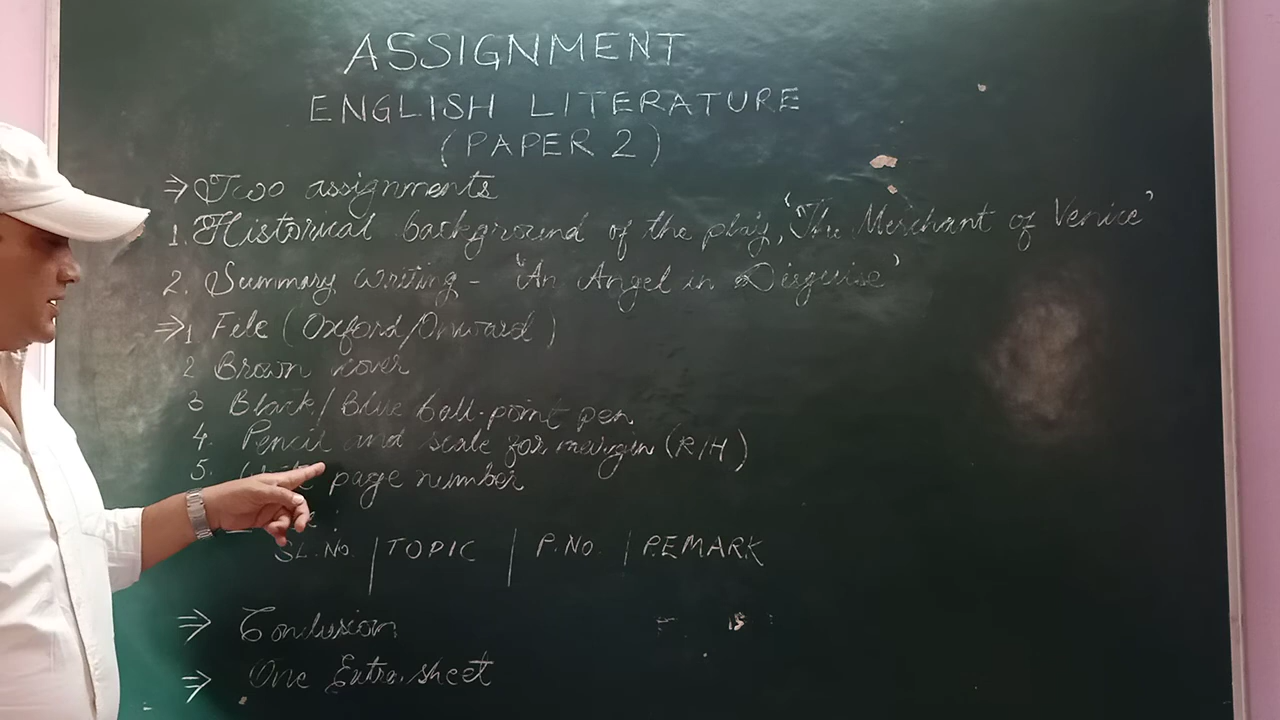 ASSIGNMENT
ENGLISH LITERATURE
(PAPER 2)
⇒ Two assignments
1. Historical background of the play, 'The Merchant of Venice'
2. Summary writing - 'An Angel in Disguise'
⇒ 1 File (Oxford/Onward)
2 Brown cover
3 Black/Blue ball-point pen
4. Pencil and scale for margin (R/H)
5. page number
SL. No. | TOPIC | P.NO. | REMARK
⇒ Conclusion
⇒ One Extra sheet